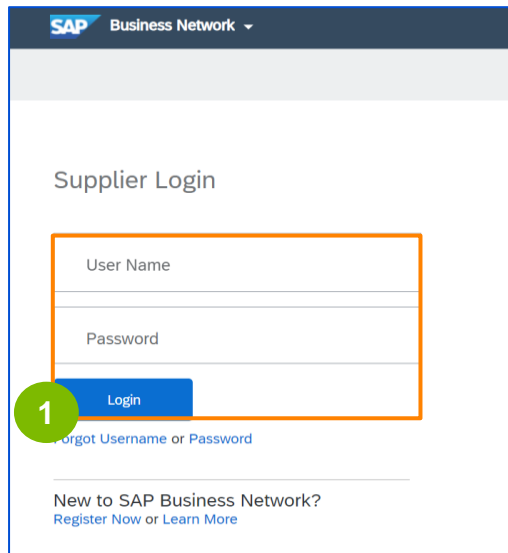 SAP Business Network
Supplier Login
User Name
Password
Login
1
Forgot Username or Password
New to SAP Business Network?
Register Now or Learn More